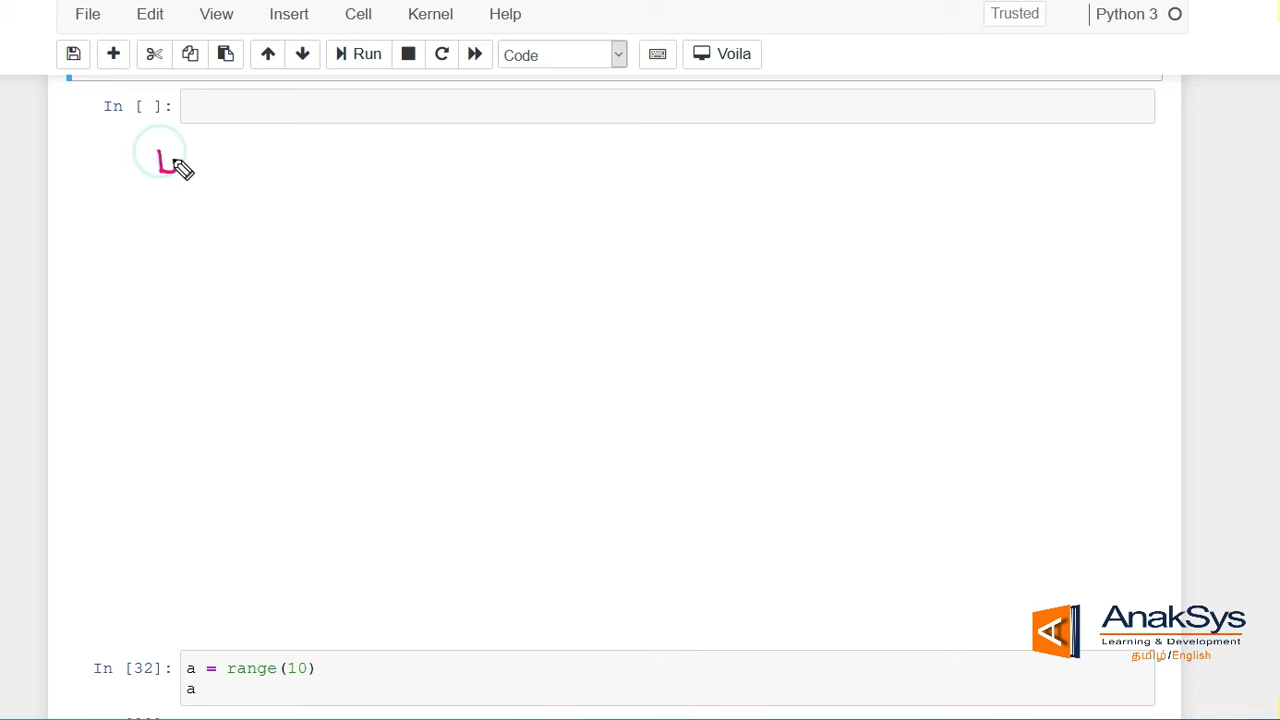 File Edit View Insert Cell Kernel Help Trusted Python 3
Run Code Voila
In [ ]:
L
In [32]: a = range(10)
a
AnakSys
Learning & Development
தமிழ்/English